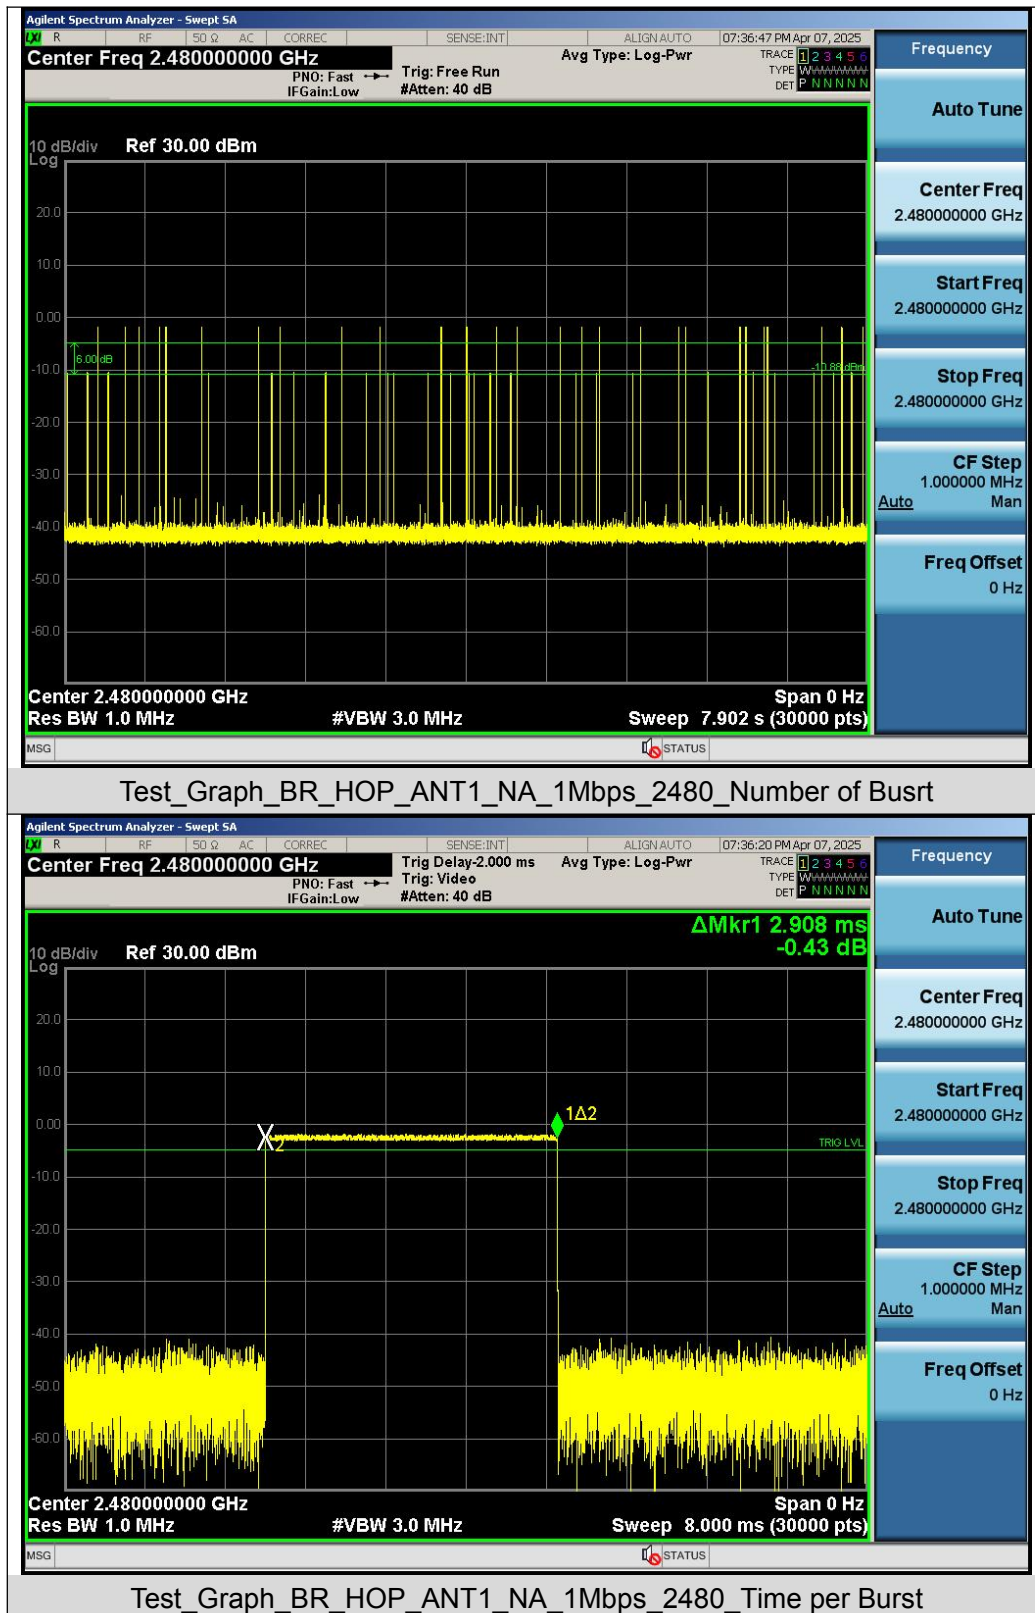 Agilent Spectrum Analyzer - Swept SA
LXI R RF 50 Ω AC CORREC SENSE:INT ALIGN AUTO 07:36:47 PM Apr 07, 2025
Center Freq 2.480000000 GHz Avg Type: Log-Pwr TRACE 1 2 3 4 5 6
PNO: Fast Trig: Free Run TYPE WWWWWW
IFGain:Low #Atten: 40 dB DET P N N N N N
Frequency
Auto Tune
10 dB/div Ref 30.00 dBm
Log
20.0
10.0
0.00
6.00 dB
-10.88 dBm
-10.0
-20.0
-30.0
-40.0
-50.0
-60.0
Center 2.480000000 GHz Span 0 Hz
Res BW 1.0 MHz #VBW 3.0 MHz Sweep 7.902 s (30000 pts)
MSG STATUS
Center Freq
2.480000000 GHz
Start Freq
2.480000000 GHz
Stop Freq
2.480000000 GHz
CF Step
1.000000 MHz
Auto Man
Freq Offset
0 Hz
Test_Graph_BR_HOP_ANT1_NA_1Mbps_2480_Number of Busrt
Agilent Spectrum Analyzer - Swept SA
LXI R RF 50 Ω AC CORREC SENSE:INT ALIGN AUTO 07:36:20 PM Apr 07, 2025
Center Freq 2.480000000 GHz Trig Delay-2.000 ms Avg Type: Log-Pwr TRACE 1 2 3 4 5 6
PNO: Fast Trig: Video TYPE WWWWWW
IFGain:Low #Atten: 40 dB DET P N N N N N
Frequency
Auto Tune
ΔMkr1 2.908 ms
-0.43 dB
10 dB/div Ref 30.00 dBm
Log
20.0
10.0
0.00
1Δ2
X2
TRIG LVL
-10.0
-20.0
-30.0
-40.0
-50.0
-60.0
Center 2.480000000 GHz Span 0 Hz
Res BW 1.0 MHz #VBW 3.0 MHz Sweep 8.000 ms (30000 pts)
MSG STATUS
Center Freq
2.480000000 GHz
Start Freq
2.480000000 GHz
Stop Freq
2.480000000 GHz
CF Step
1.000000 MHz
Auto Man
Freq Offset
0 Hz
Test_Graph_BR_HOP_ANT1_NA_1Mbps_2480_Time per Burst